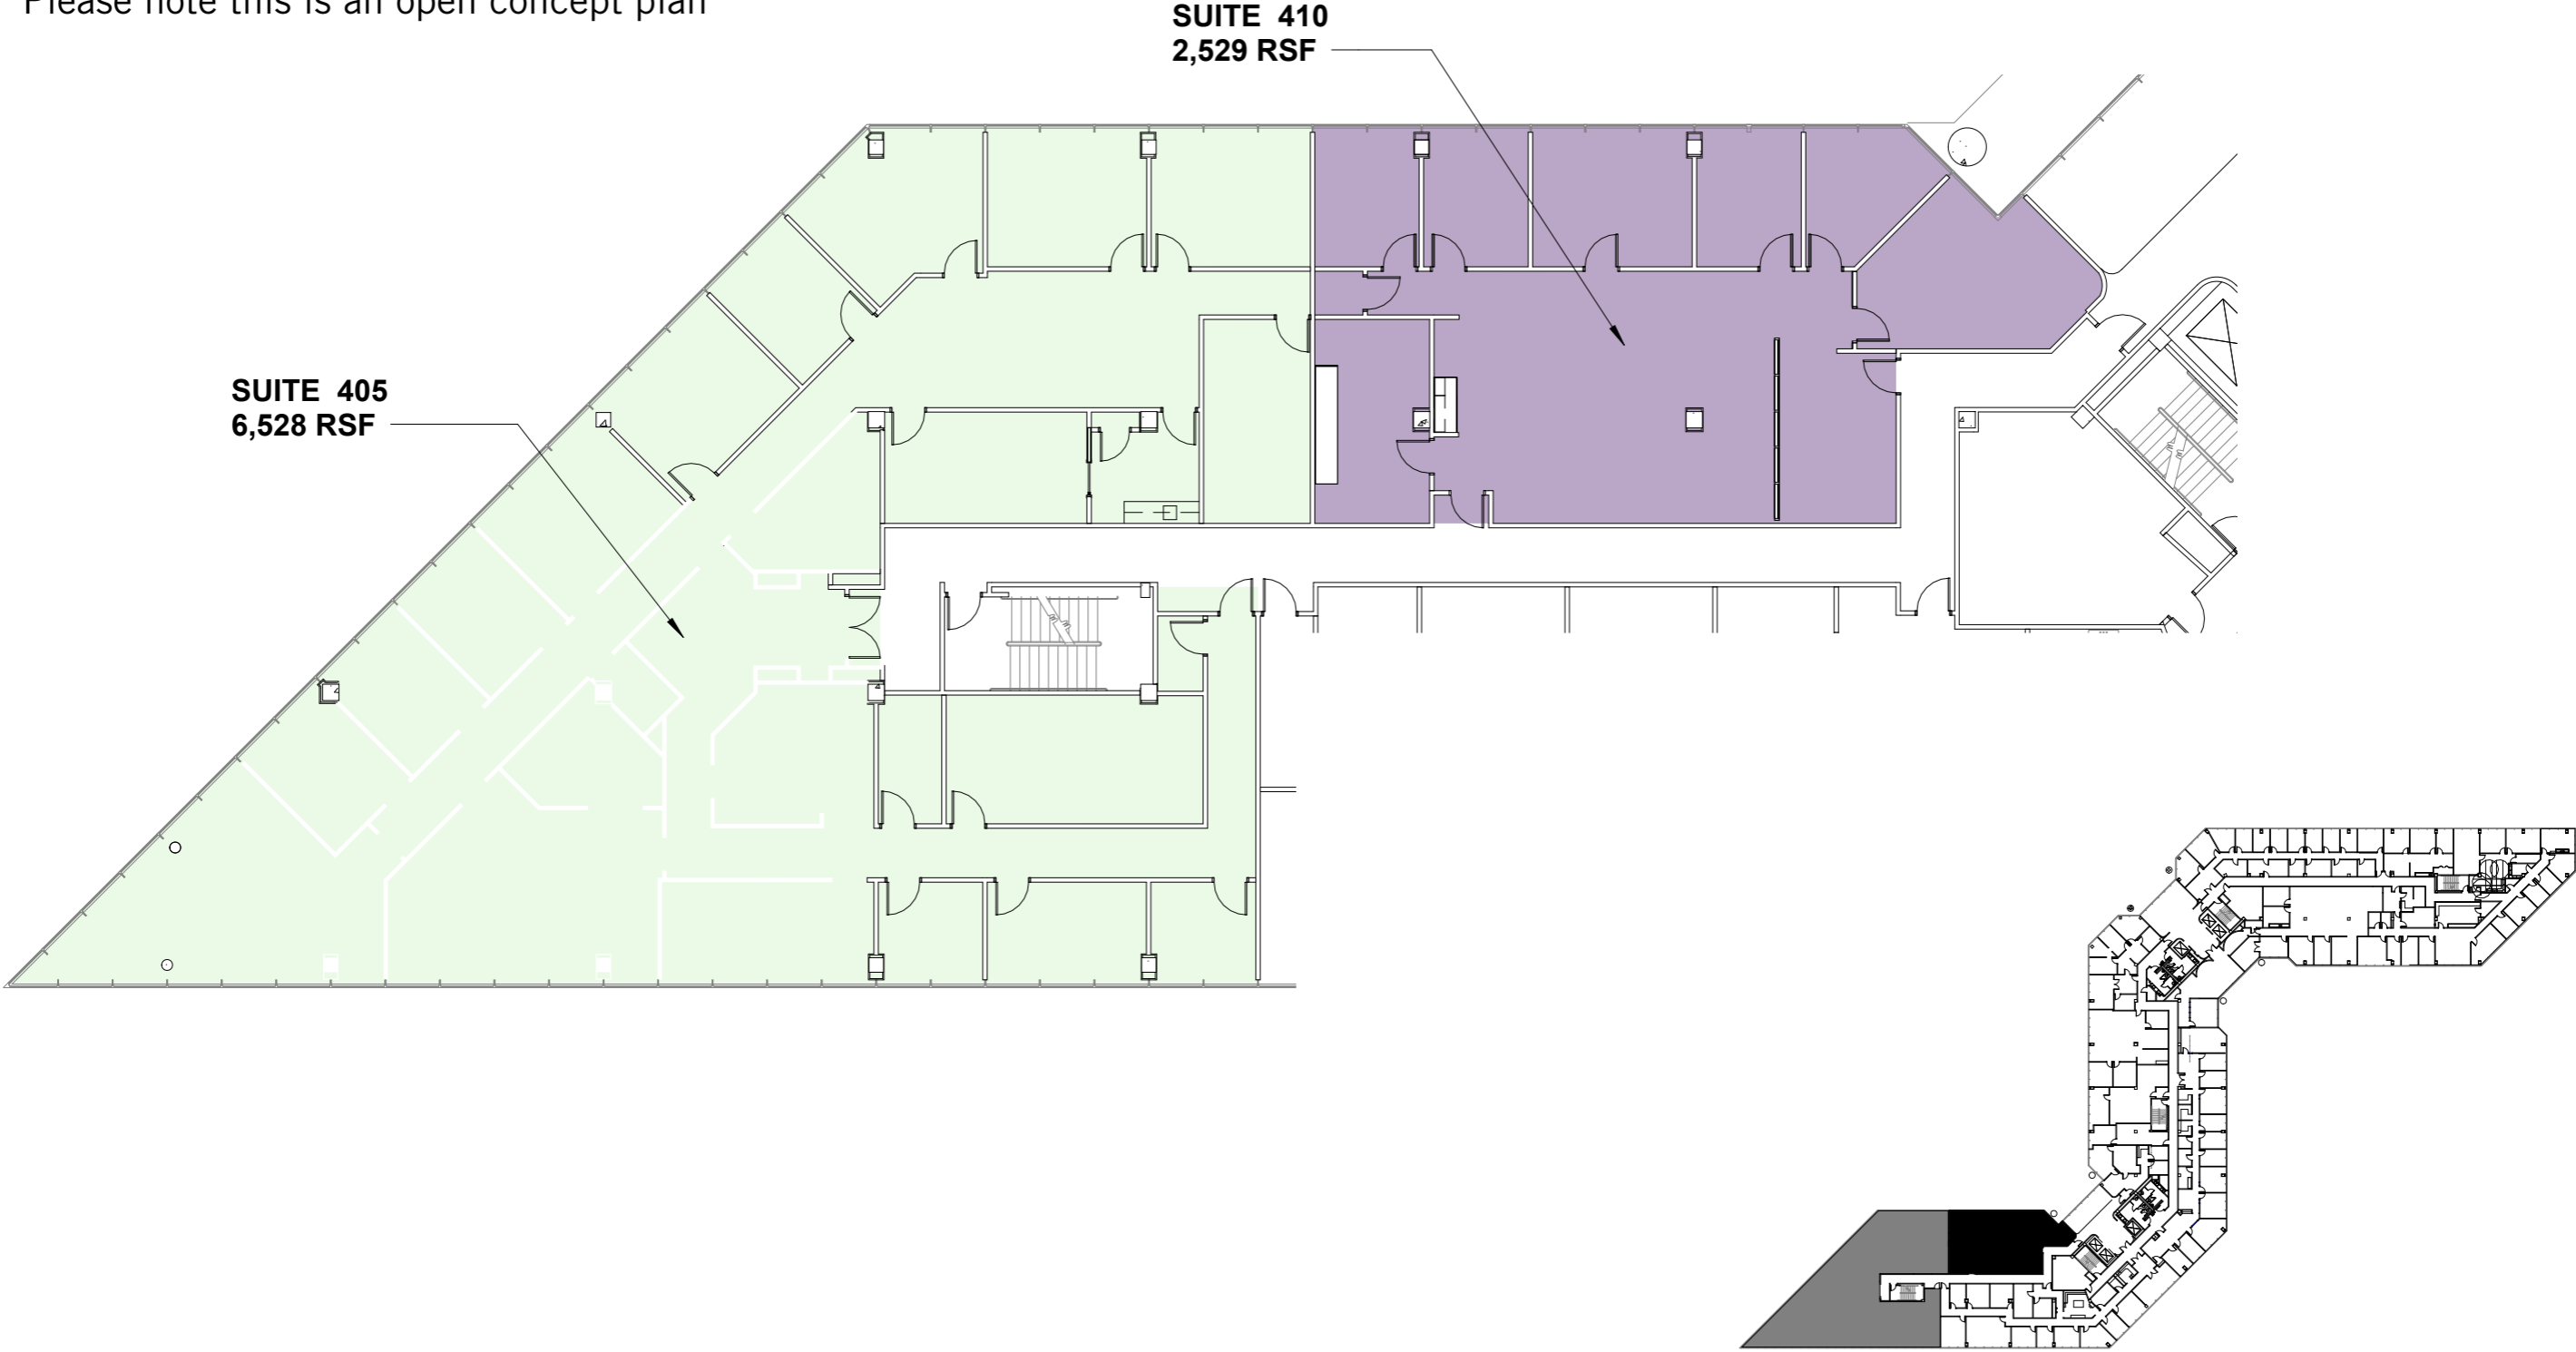 Please note this is an open concept plan
SUITE 410
2,529 RSF
SUITE 405
6,528 RSF